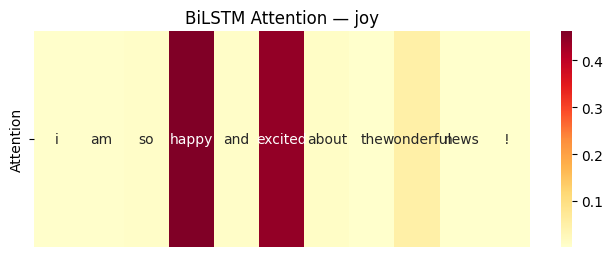 BiLSTM Attention — joy
Attention
i am so happy and excited about the wonderful news !
0.4
0.3
0.2
0.1